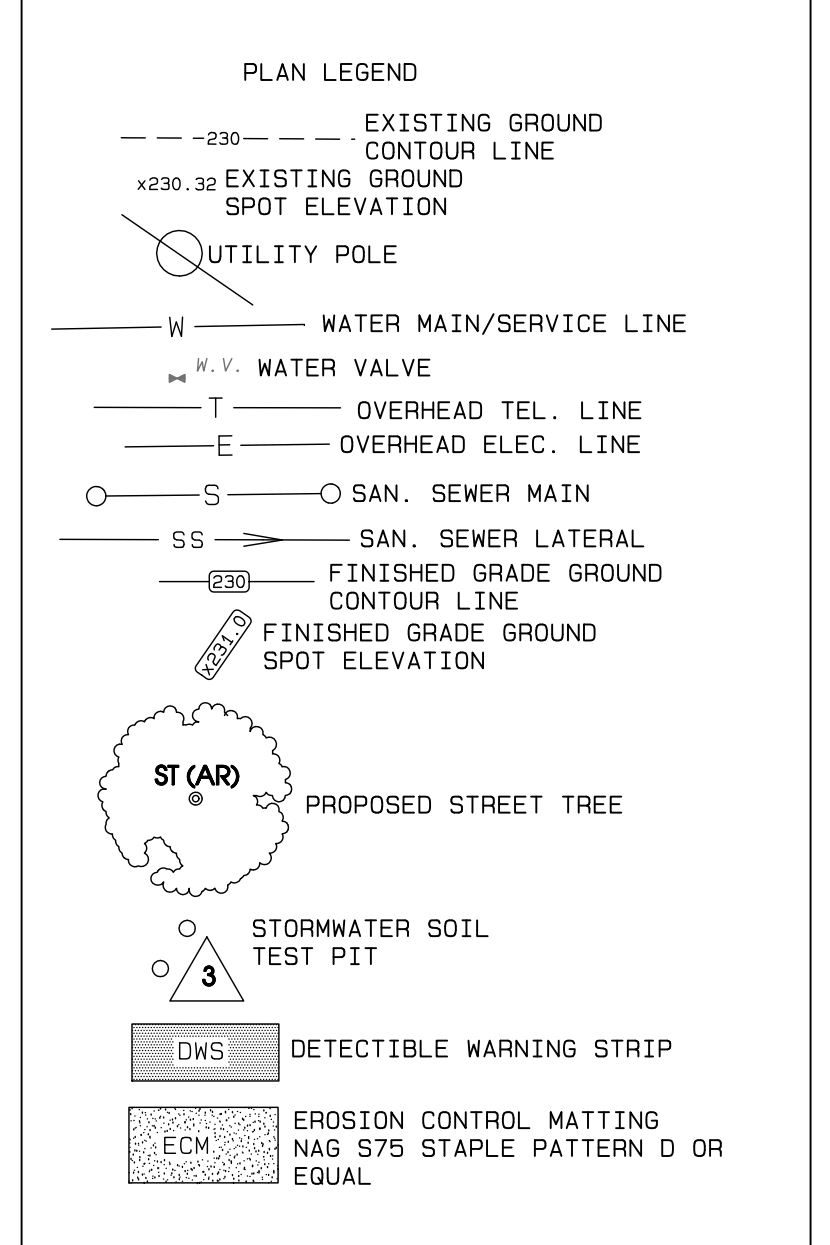 PLAN LEGEND
230 EXISTING GROUND
CONTOUR LINE
x230.32 EXISTING GROUND
SPOT ELEVATION
UTILITY POLE
W WATER MAIN/SERVICE LINE
W.V. WATER VALVE
T OVERHEAD TEL. LINE
E OVERHEAD ELEC. LINE
S SAN. SEWER MAIN
SS SAN. SEWER LATERAL
230 FINISHED GRADE GROUND
CONTOUR LINE
x231.0 FINISHED GRADE GROUND
SPOT ELEVATION
ST (AR)
PROPOSED STREET TREE
STORMWATER SOIL
TEST PIT
3
DWS DETECTIBLE WARNING STRIP
EROSION CONTROL MATTING
ECM NAG S75 STAPLE PATTERN D OR
EQUAL